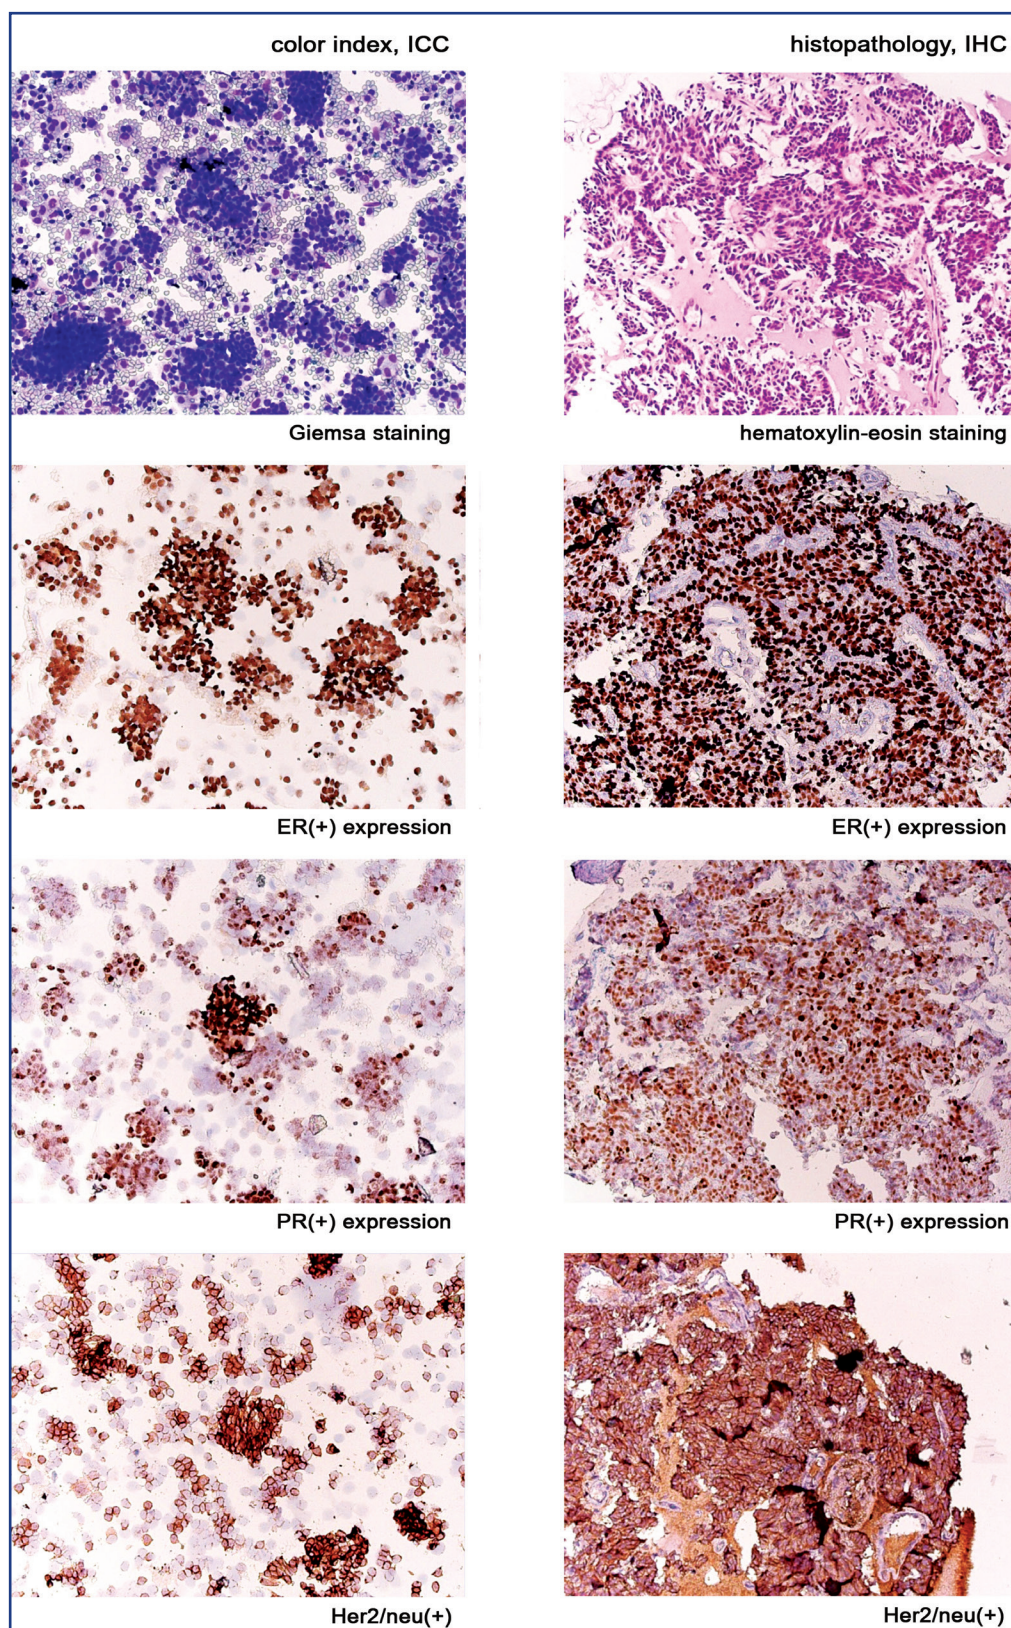 color index, ICC
histopathology, IHC
Giemsa staining
hematoxylin-eosin staining
ER(+) expression
ER(+) expression
PR(+) expression
PR(+) expression
Her2/neu(+)
Her2/neu(+)